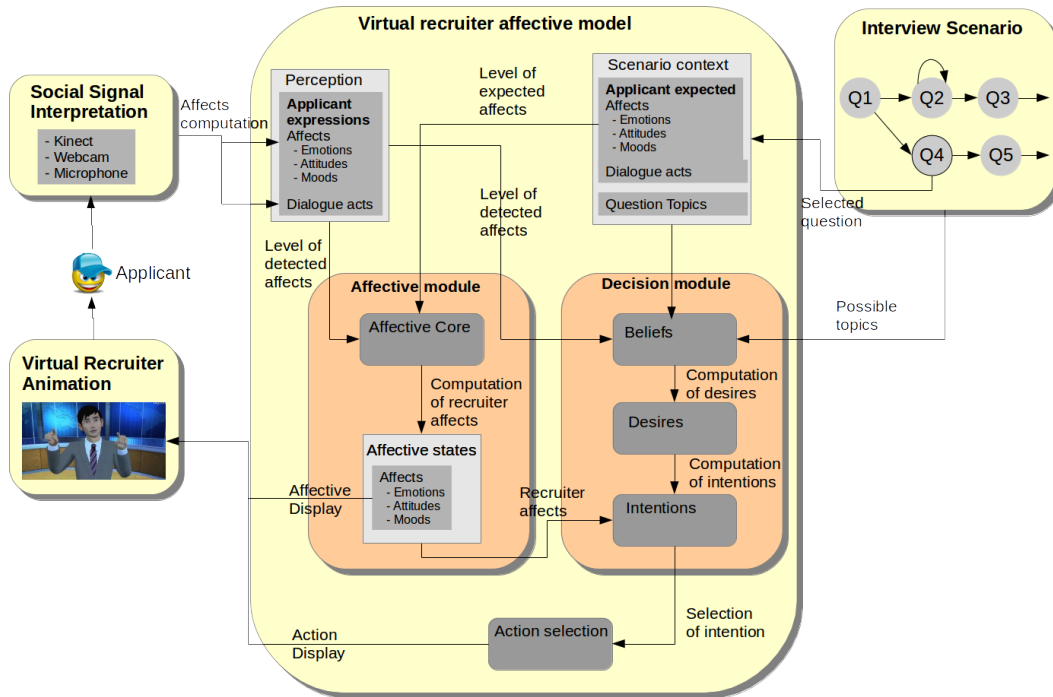 Virtual recruiter affective model
Interview Scenario
Q1
Q2
Q3
Q4
Q5
Social Signal
Interpretation
- Kinect
- Webcam
- Microphone
Affects
computation
Perception
Applicant
expressions
Affects
- Emotions
- Attitudes
- Moods
Dialogue acts
Level of
expected
affects
Scenario context
Applicant expected
Affects
- Emotions
- Attitudes
- Moods
Dialogue acts
Question Topics
Selected
question
Level of
detected
affects
Level of
detected
affects
Applicant
Affective module
Affective Core
Computation
of recruiter
affects
Affective states
Affects
- Emotions
- Attitudes
- Moods
Decision module
Beliefs
Computation
of desires
Desires
Computation
of intentions
Intentions
Possible
topics
Virtual Recruiter
Animation
Affective
Display
Recruiter
affects
Selection
of intention
Action selection
Action
Display